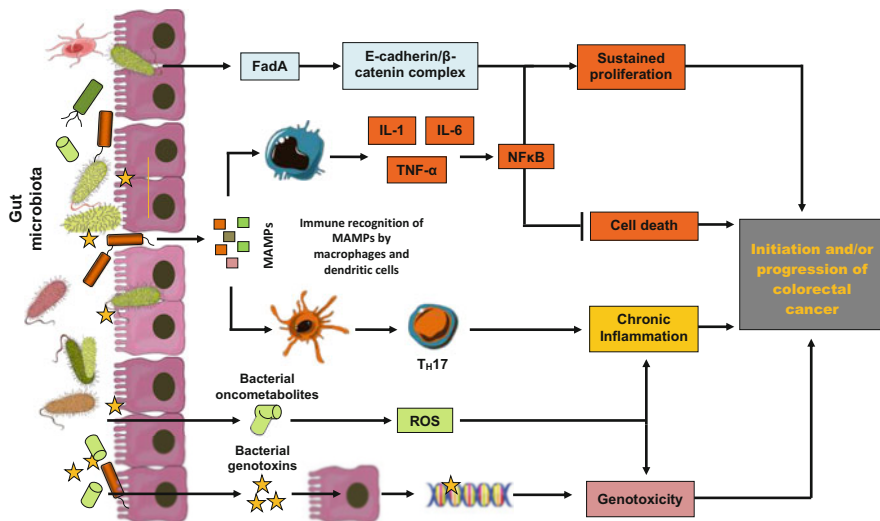 Gut
microbiota
FadA
E-cadherin/β-
catenin complex
Sustained
proliferation
IL-1
IL-6
TNF-α
NFκB
MAMPs
Immune recognition of
MAMPs by
macrophages and
dendritic cells
Cell death
Initiation and/or
progression of
colorectal
cancer
TH17
Chronic
Inflammation
Bacterial
oncometabolites
ROS
Bacterial
genotoxins
Genotoxicity